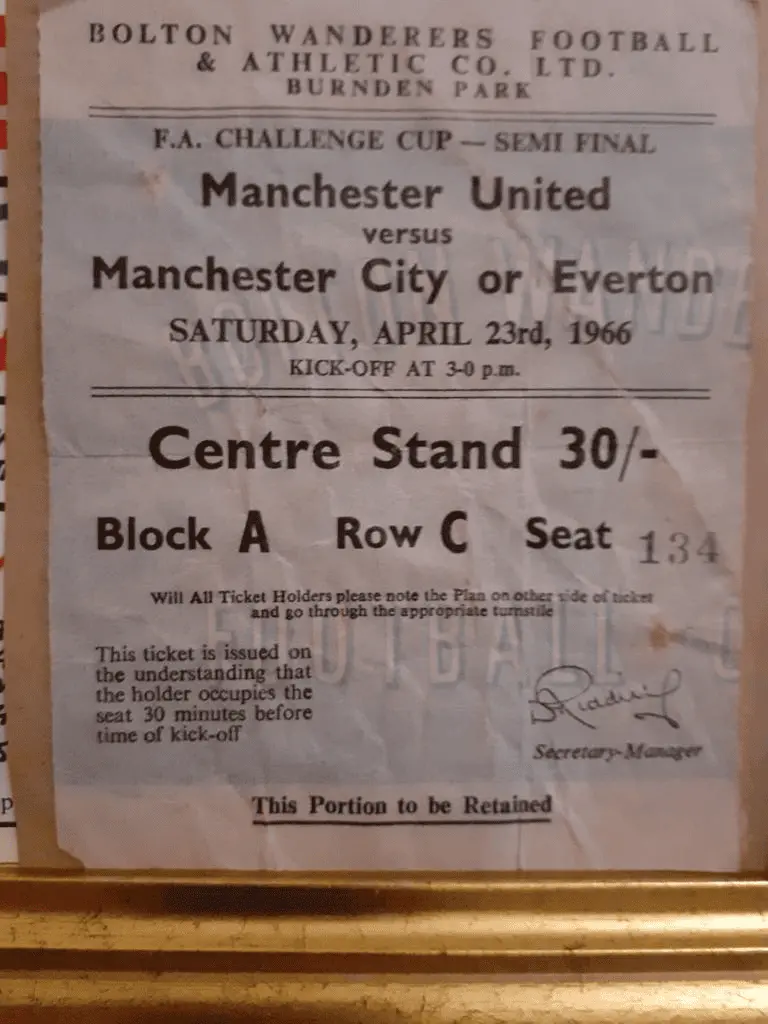 BOLTON WANDERERS FOOTBALL
& ATHLETIC CO. LTD.
BURNDEN PARK
F.A. CHALLENGE CUP — SEMI FINAL
Manchester United
versus
Manchester City or Everton
SATURDAY, APRIL 23rd, 1966
KICK-OFF AT 3-0 p.m.
Centre Stand 30/-
Block A Row C Seat 134
Will All Ticket Holders please note the Plan on other side of ticket
and go through the appropriate turnstile
This ticket is issued on
the understanding that
the holder occupies the
seat 30 minutes before
time of kick-off
Secretary-Manager
This Portion to be Retained